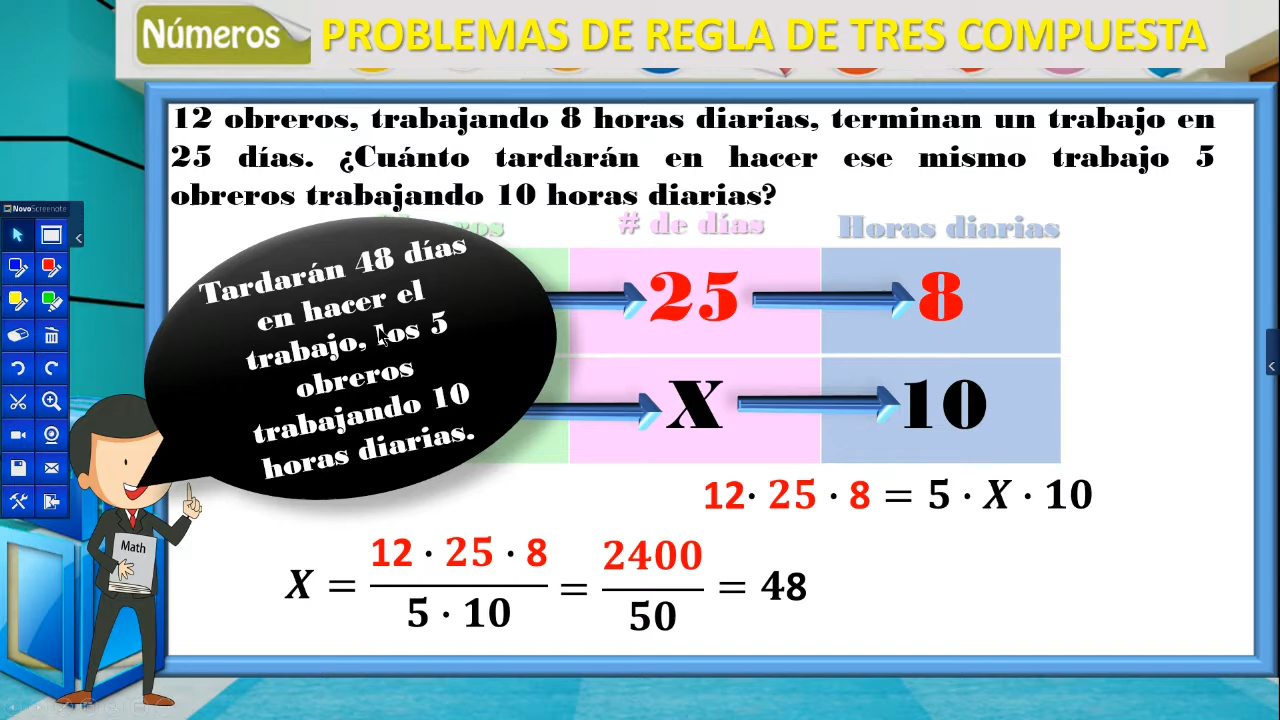 Números
PROBLEMAS DE REGLA DE TRES COMPUESTA
12 obreros, trabajando 8 horas diarias, terminan un trabajo en
25 días. ¿Cuánto tardarán en hacer ese mismo trabajo 5
obreros trabajando 10 horas diarias?
NovoScreenote
# de días
Horas diarias
25
8
X
10
Tardarán 48 días
en hacer el
trabajo, los 5
obreros
trabajando 10
horas diarias.
12 · 25 · 8 = 5 · X · 10
X = 12 · 25 · 8 / 5 · 10 = 2400 / 50 = 48
Math